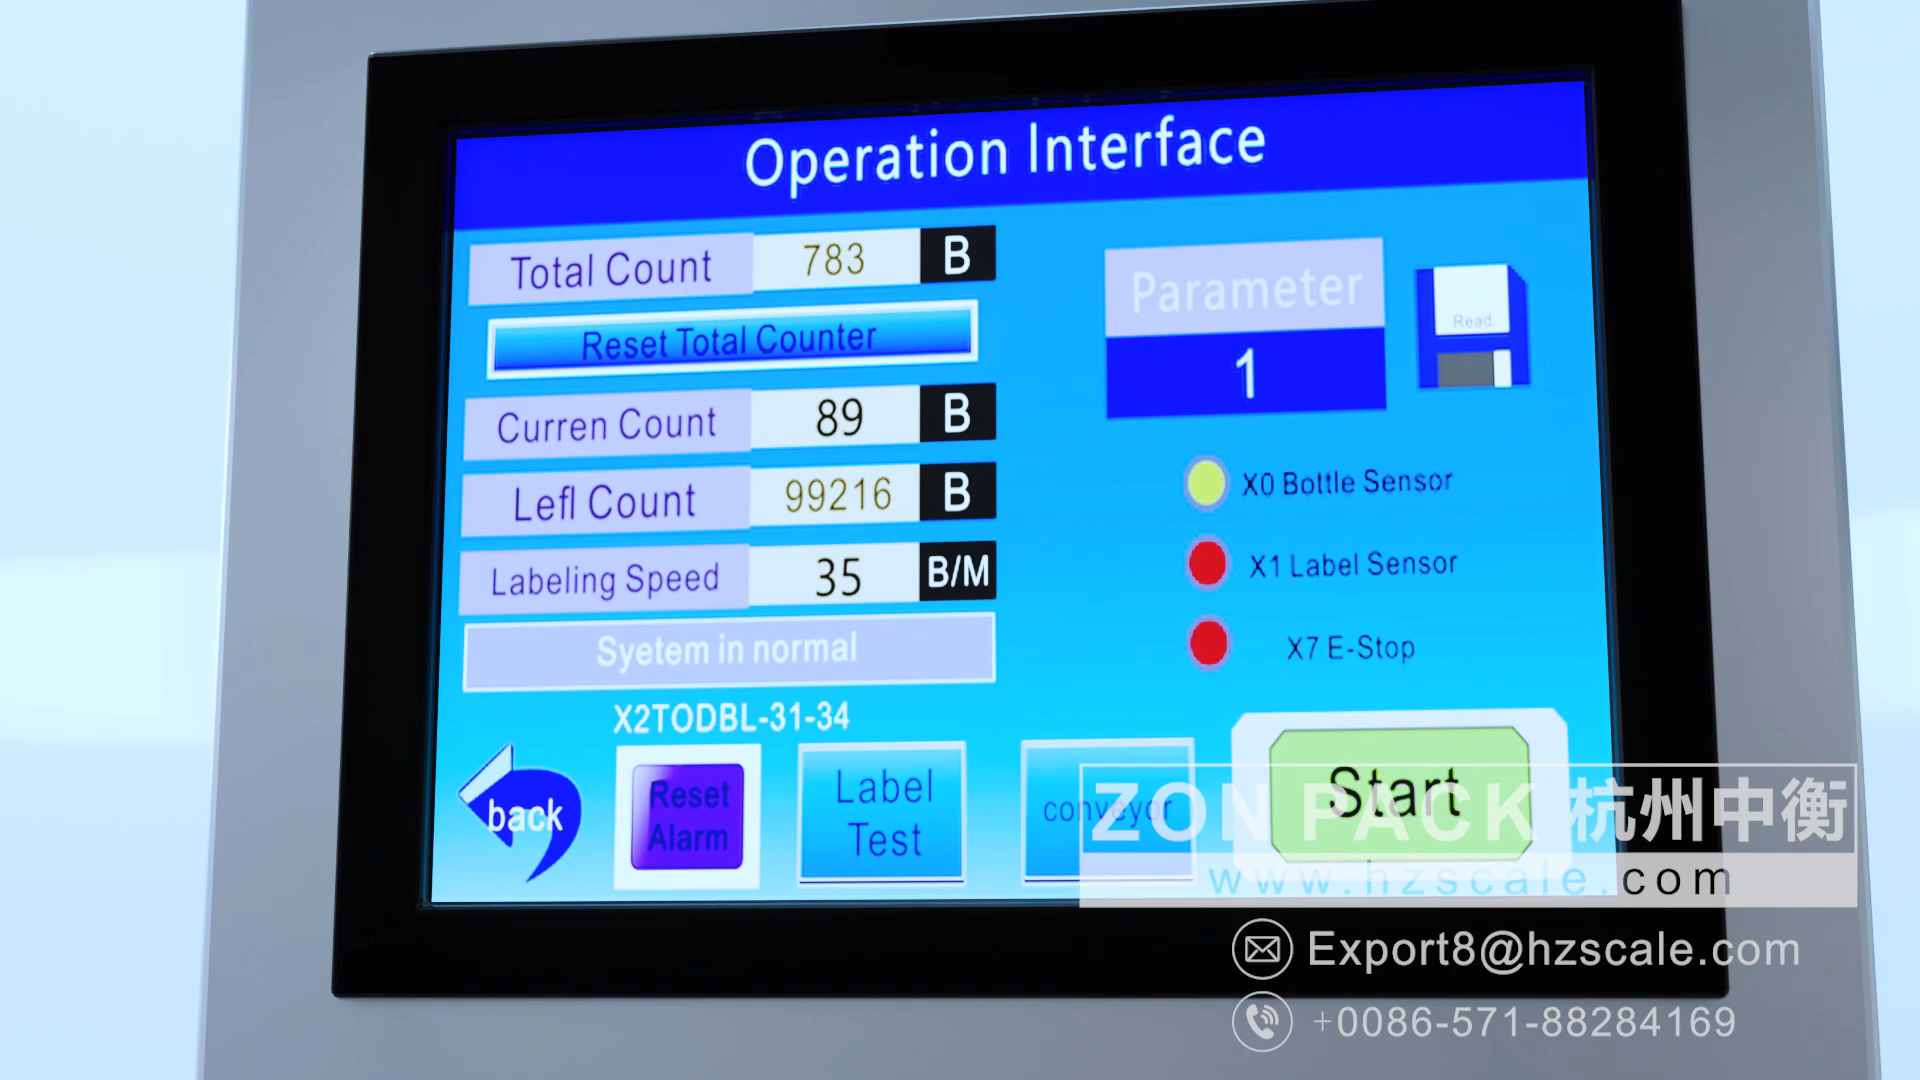 Operation Interface
Total Count 783 B
Reset Total Counter
Curren Count 89 B
Lefl Count 99216 B
Labeling Speed 35 B/M
Syetem in normal
X2TODBL-31-34
Parameter
1
Read
X0 Bottle Sensor
X1 Label Sensor
X7 E-Stop
back
Reset
Alarm
Label
Test
conveyor
Start
ZON PACK 杭州中衡
www.hzscale.com
Export8@hzscale.com
+0086-571-88284169